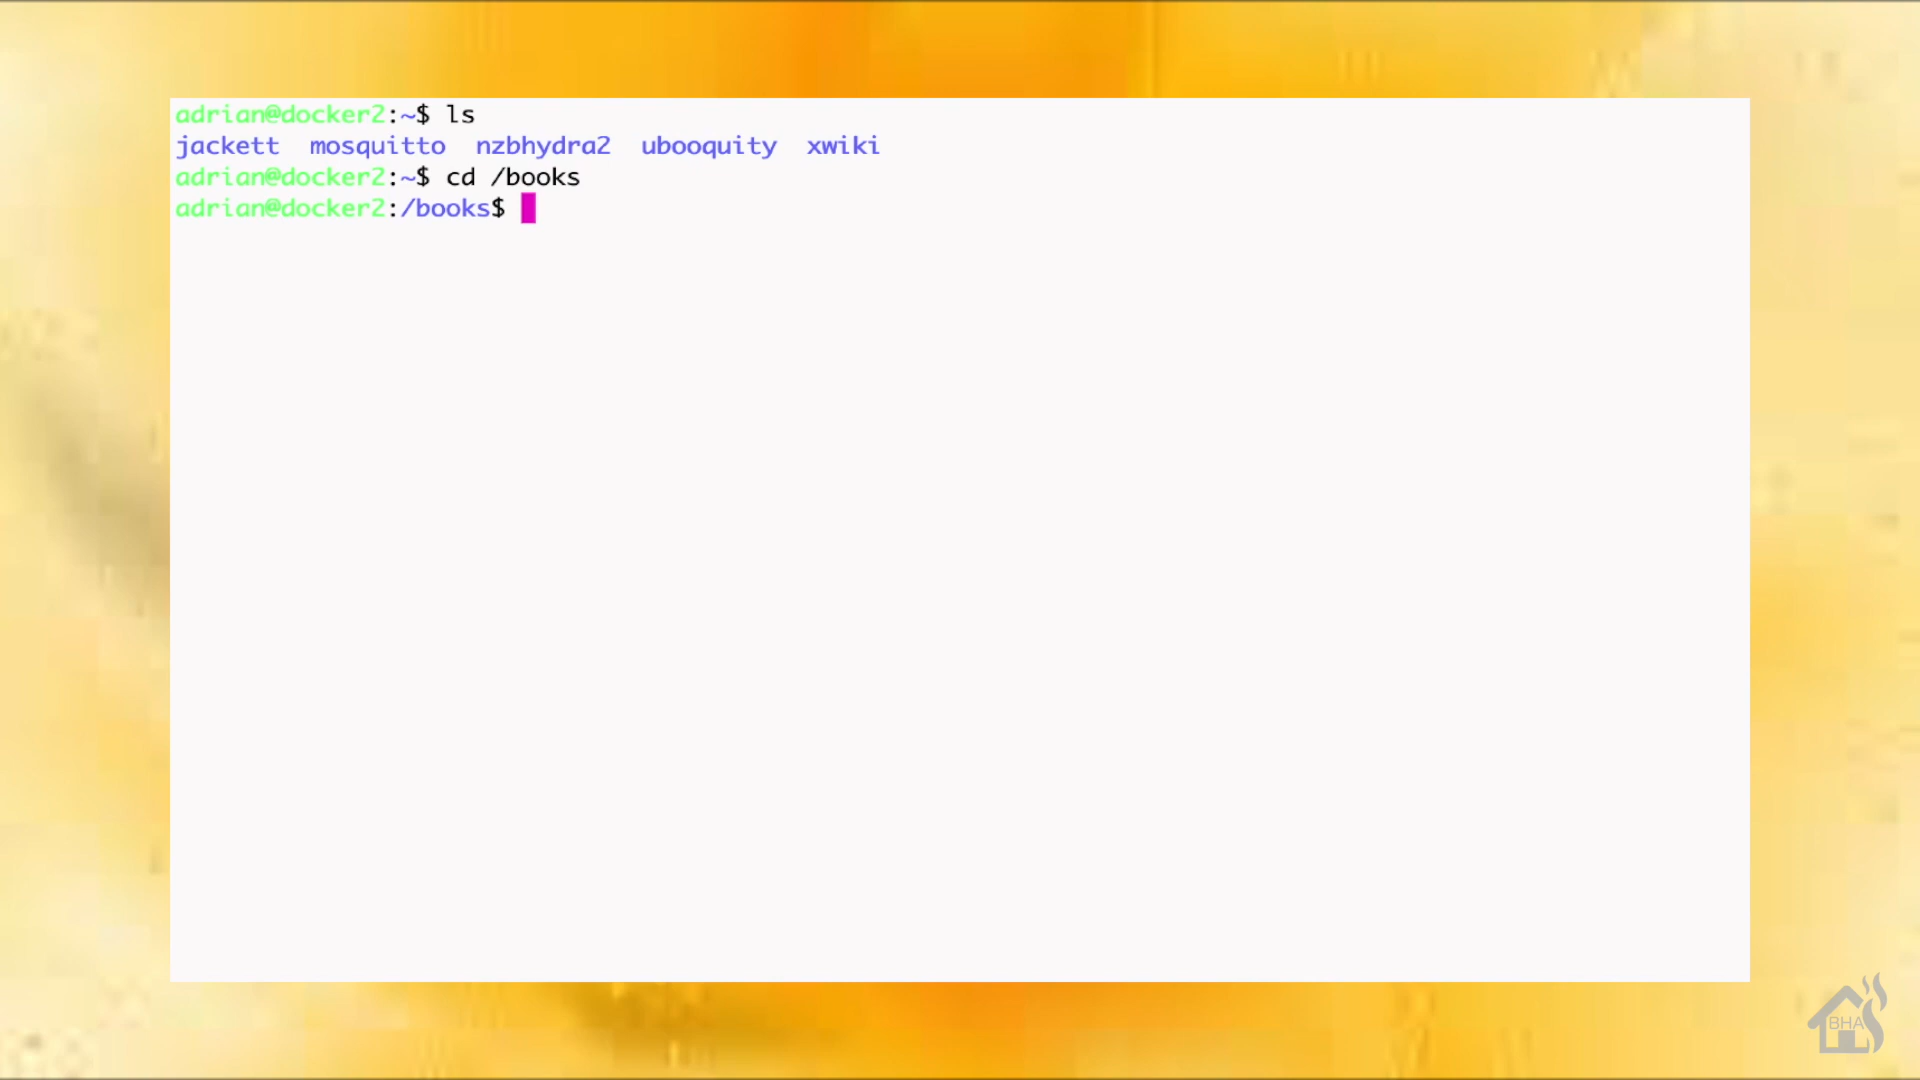 adrian@docker2:~$ ls
jackett  mosquitto  nzbhydra2  ubooquity  xwiki
adrian@docker2:~$ cd /books
adrian@docker2:/books$
BHA